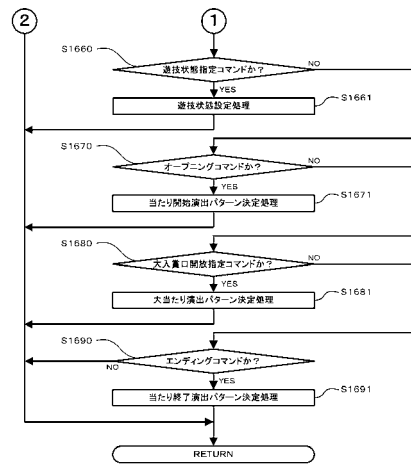 ②
①
S1660
遊技状態指定コマンドか？
NO
YES
遊技状態設定処理
S1661
S1670
オープニングコマンドか？
NO
YES
当たり開始演出パターン決定処理
S1671
S1680
大入賞口開放指定コマンドか？
NO
YES
大当たり演出パターン決定処理
S1681
S1690
エンディングコマンドか？
NO
YES
当たり終了演出パターン決定処理
S1691
RETURN